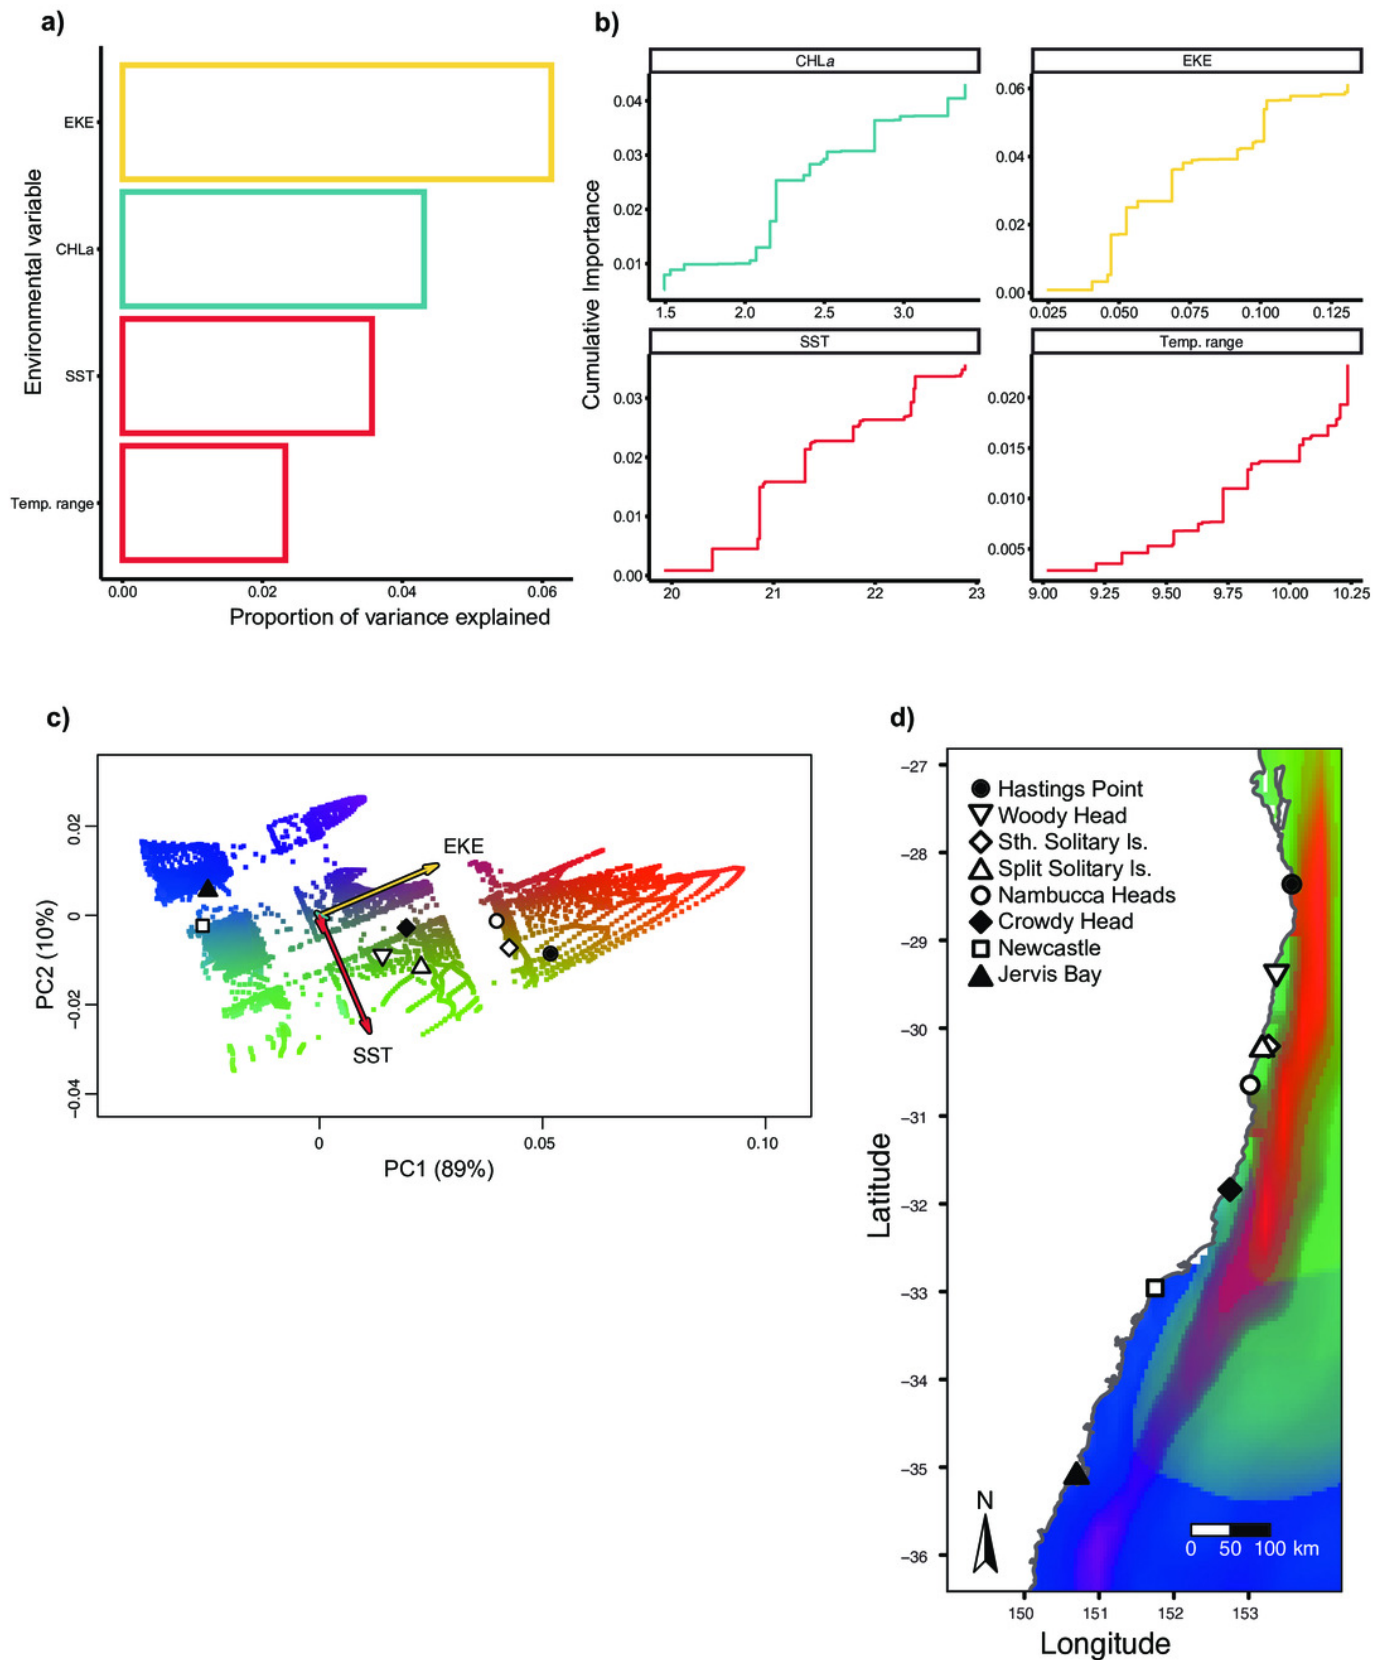 a)
Environmental variable
EKE
CHLa
SST
Temp. range
0.00 0.02 0.04 0.06
Proportion of variance explained
b)
Cumulative Importance
CHLa
0.04
0.03
0.02
0.01
1.5 2.0 2.5 3.0
EKE
0.06
0.04
0.02
0.00
0.025 0.050 0.075 0.100 0.125
SST
0.03
0.02
0.01
0.00
20 21 22 23
Temp. range
0.020
0.015
0.010
0.005
9.00 9.25 9.50 9.75 10.00 10.25
c)
PC2 (10%)
0.02
0
−0.02
−0.04
EKE
SST
0 0.05 0.10
PC1 (89%)
d)
Latitude
−27
−28
−29
−30
−31
−32
−33
−34
−35
−36
Hastings Point
Woody Head
Sth. Solitary Is.
Split Solitary Is.
Nambucca Heads
Crowdy Head
Newcastle
Jervis Bay
N
0 50 100 km
150 151 152 153
Longitude